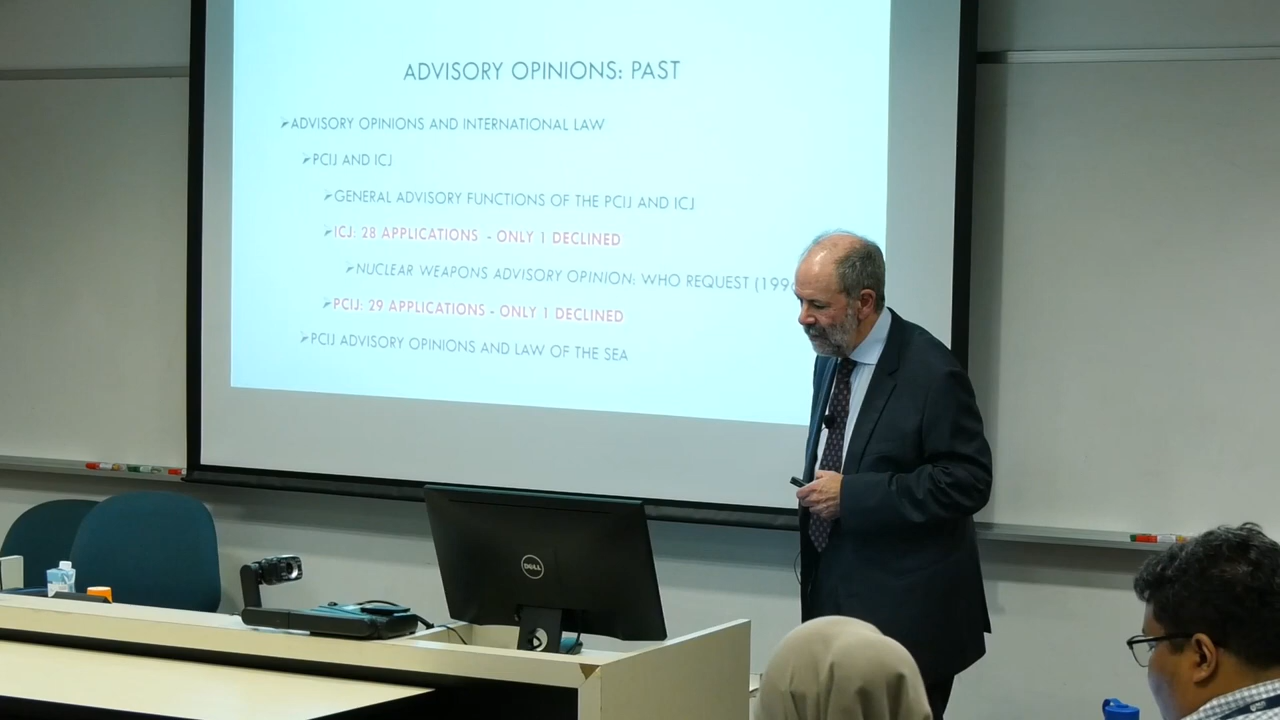 ADVISORY OPINIONS: PAST
➢ADVISORY OPINIONS AND INTERNATIONAL LAW
➢PCIJ AND ICJ
➢GENERAL ADVISORY FUNCTIONS OF THE PCIJ AND ICJ
➢ICJ: 28 APPLICATIONS - ONLY 1 DECLINED
➢NUCLEAR WEAPONS ADVISORY OPINION: WHO REQUEST (199
➢PCIJ: 29 APPLICATIONS - ONLY 1 DECLINED
➢PCIJ ADVISORY OPINIONS AND LAW OF THE SEA
DELL